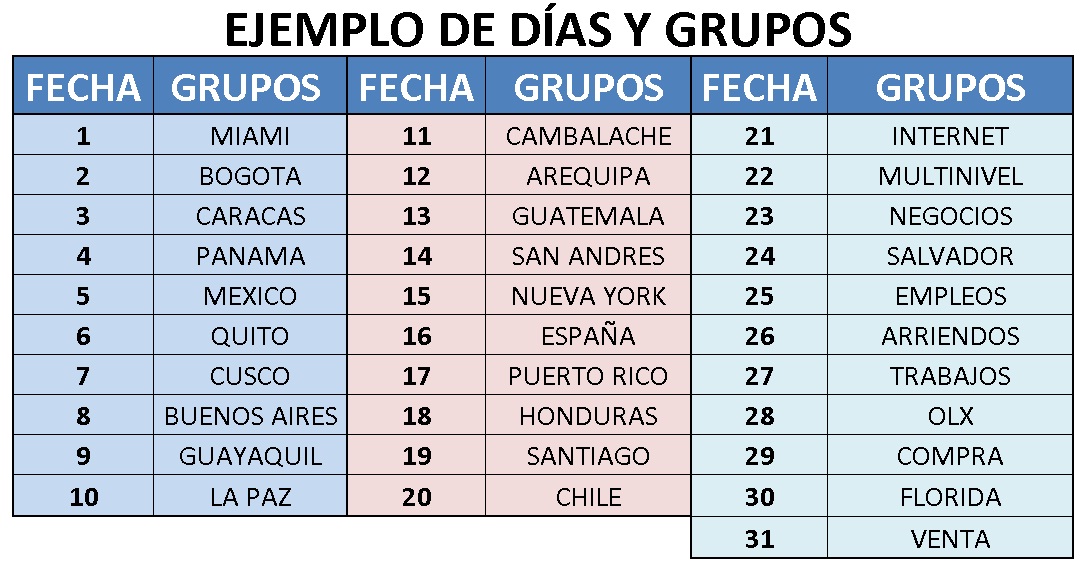 EJEMPLO DE DÍAS Y GRUPOS
FECHA GRUPOS FECHA GRUPOS FECHA GRUPOS
1 MIAMI 11 CAMBALACHE 21 INTERNET
2 BOGOTA 12 AREQUIPA 22 MULTINIVEL
3 CARACAS 13 GUATEMALA 23 NEGOCIOS
4 PANAMA 14 SAN ANDRES 24 SALVADOR
5 MEXICO 15 NUEVA YORK 25 EMPLEOS
6 QUITO 16 ESPAÑA 26 ARRIENDOS
7 CUSCO 17 PUERTO RICO 27 TRABAJOS
8 BUENOS AIRES 18 HONDURAS 28 OLX
9 GUAYAQUIL 19 SANTIAGO 29 COMPRA
10 LA PAZ 20 CHILE 30 FLORIDA
31 VENTA